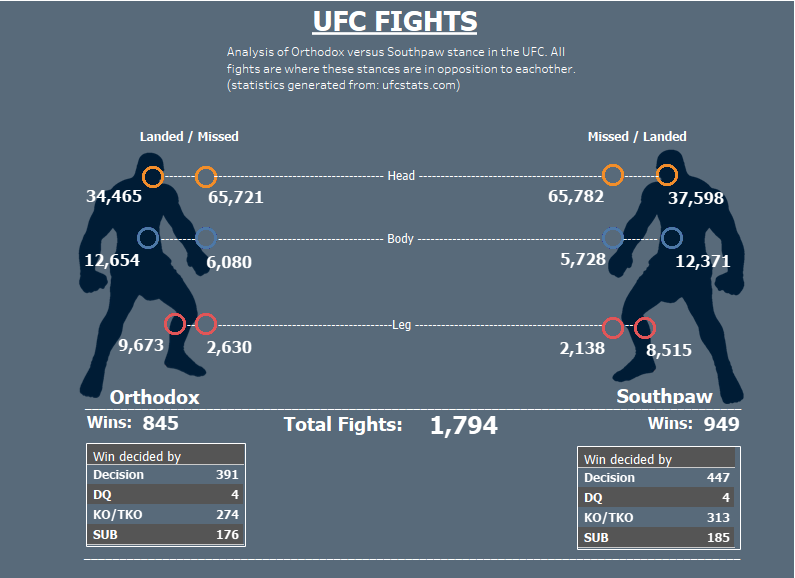 UFC FIGHTS
Analysis of Orthodox versus Southpaw stance in the UFC. All
fights are where these stances are in opposition to eachother.
(statistics generated from: ufcstats.com)
Landed / Missed
Missed / Landed
Head
34,465
65,721
65,782
37,598
Body
12,654
6,080
5,728
12,371
Leg
9,673
2,630
2,138
8,515
Orthodox
Southpaw
Wins: 845
Total Fights: 1,794
Wins: 949
Win decided by
Decision 391
DQ 4
KO/TKO 274
SUB 176
Win decided by
Decision 447
DQ 4
KO/TKO 313
SUB 185